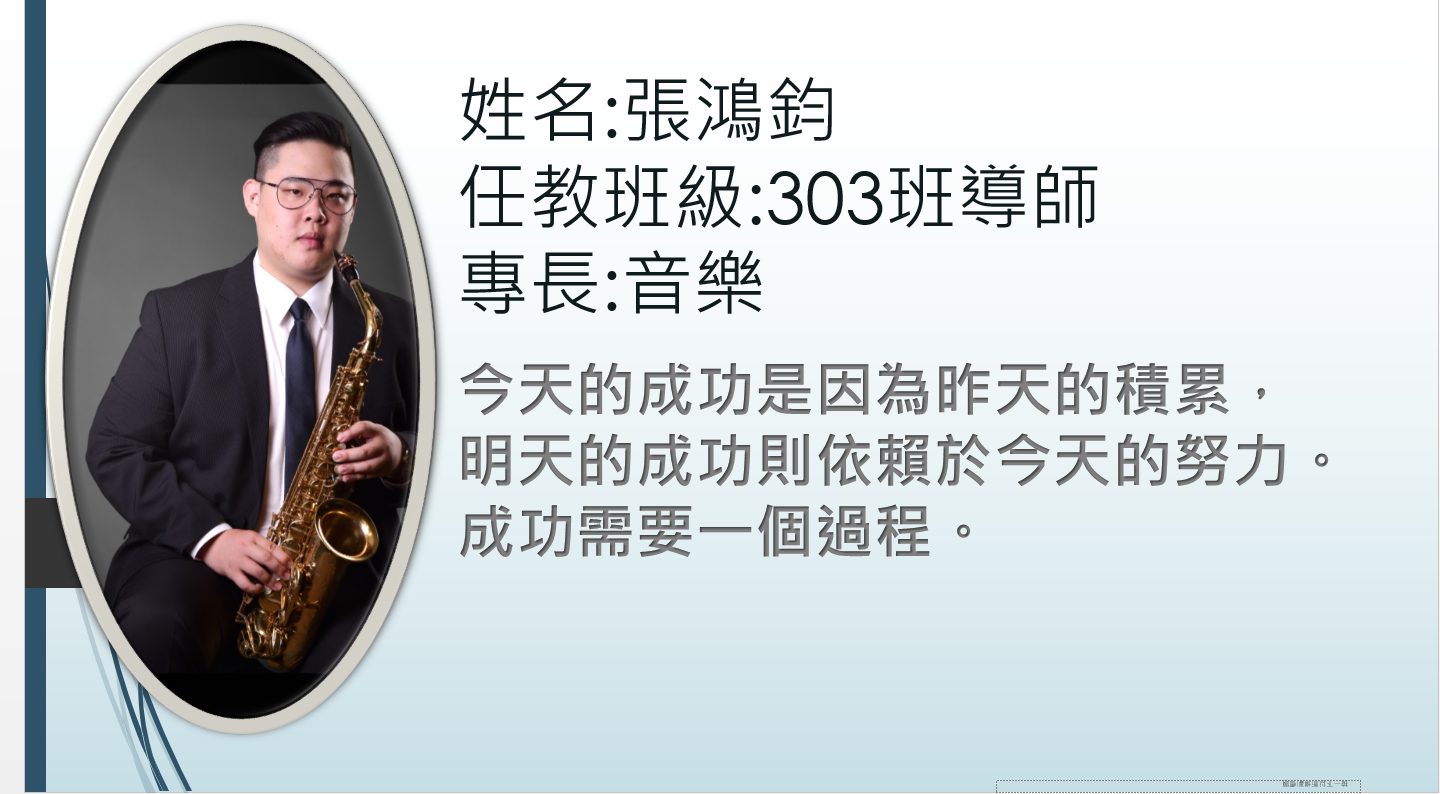 姓名:張鴻鈞
任教班級:303班導師
專長:音樂
今天的成功是因為昨天的積累，
明天的成功則依賴於今天的努力。
成功需要一個過程。